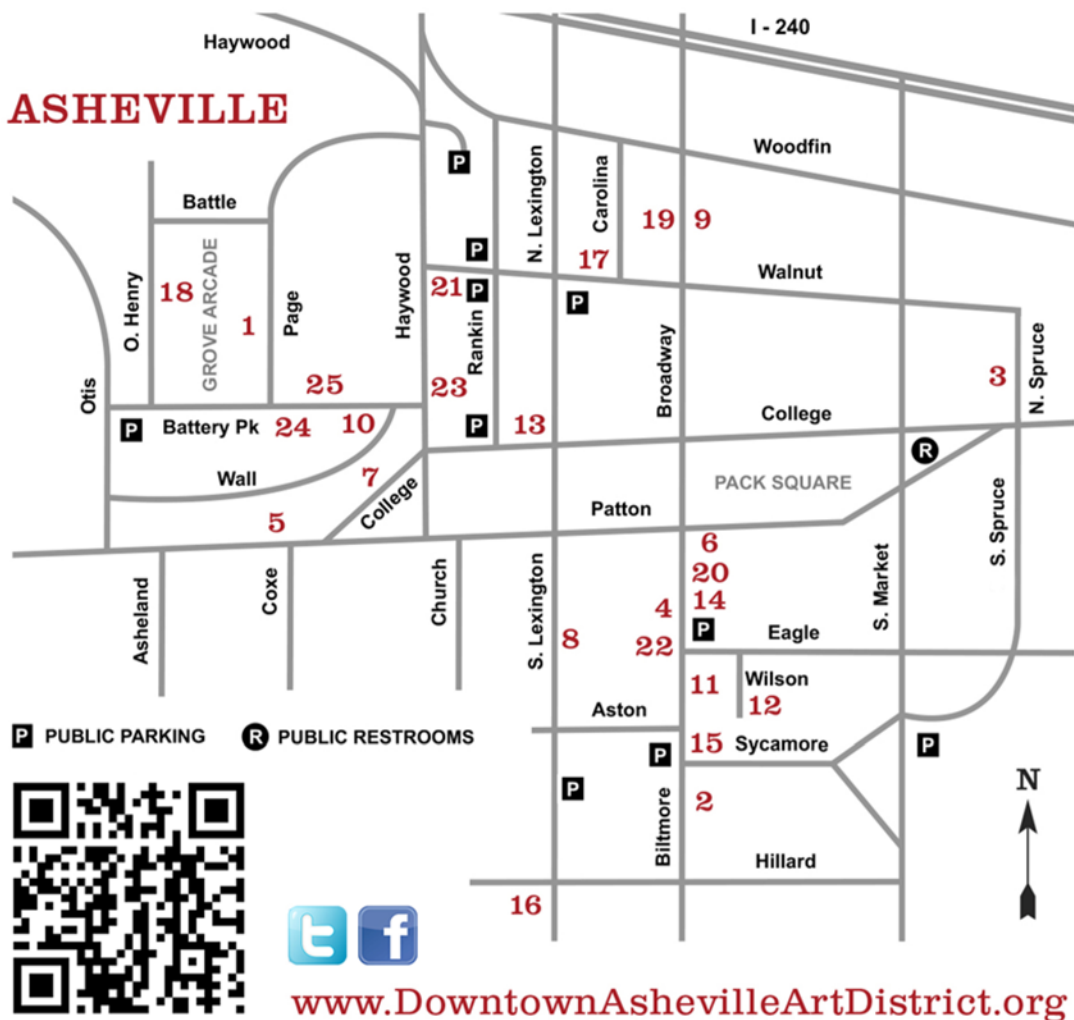 I - 240
Haywood
ASHEVILLE
Woodfin
P
N. Lexington
Carolina
Battle
19
9
P
17
Walnut
O. Henry
18
GROVE ARCADE
1
Page
Haywood
21
P
P
Rankin
Broadway
N. Spruce
3
Otis
25
23
P
Battery Pk
24
10
P
13
College
R
Wall
7
College
PACK SQUARE
5
Patton
S. Spruce
6
20
14
4
P
Asheland
Coxe
Church
S. Lexington
8
22
Eagle
S. Market
11
Wilson
12
Aston
P PUBLIC PARKING
R PUBLIC RESTROOMS
15
Sycamore
P
P
P
N
2
Biltmore
Hillard
16
t
f
www.DowntownAshevilleArtDistrict.org